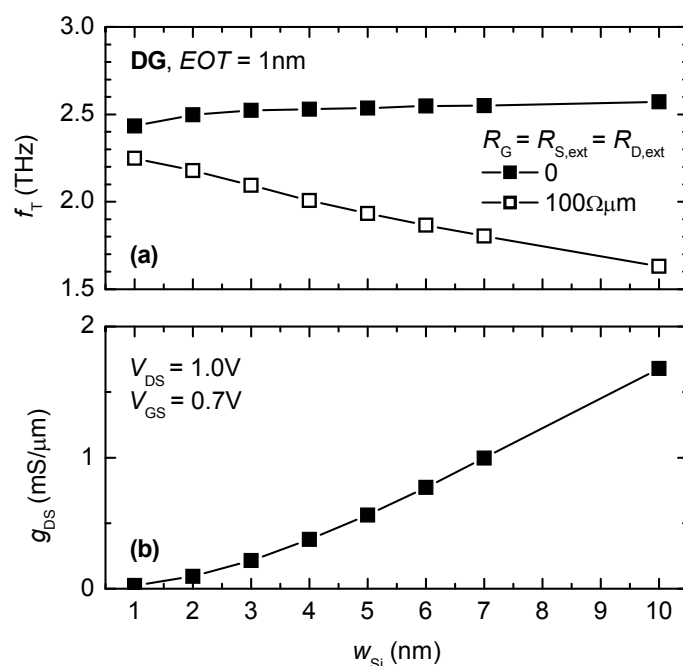 3.0
DG, EOT = 1nm
2.5
R_G = R_S,ext = R_D,ext
0
100Ωμm
2.0
f_T (THz)
(a)
1.5
2
V_DS = 1.0V
V_GS = 0.7V
1
g_DS (mS/μm)
(b)
0
1 2 3 4 5 6 7 8 9 10
w_Si (nm)